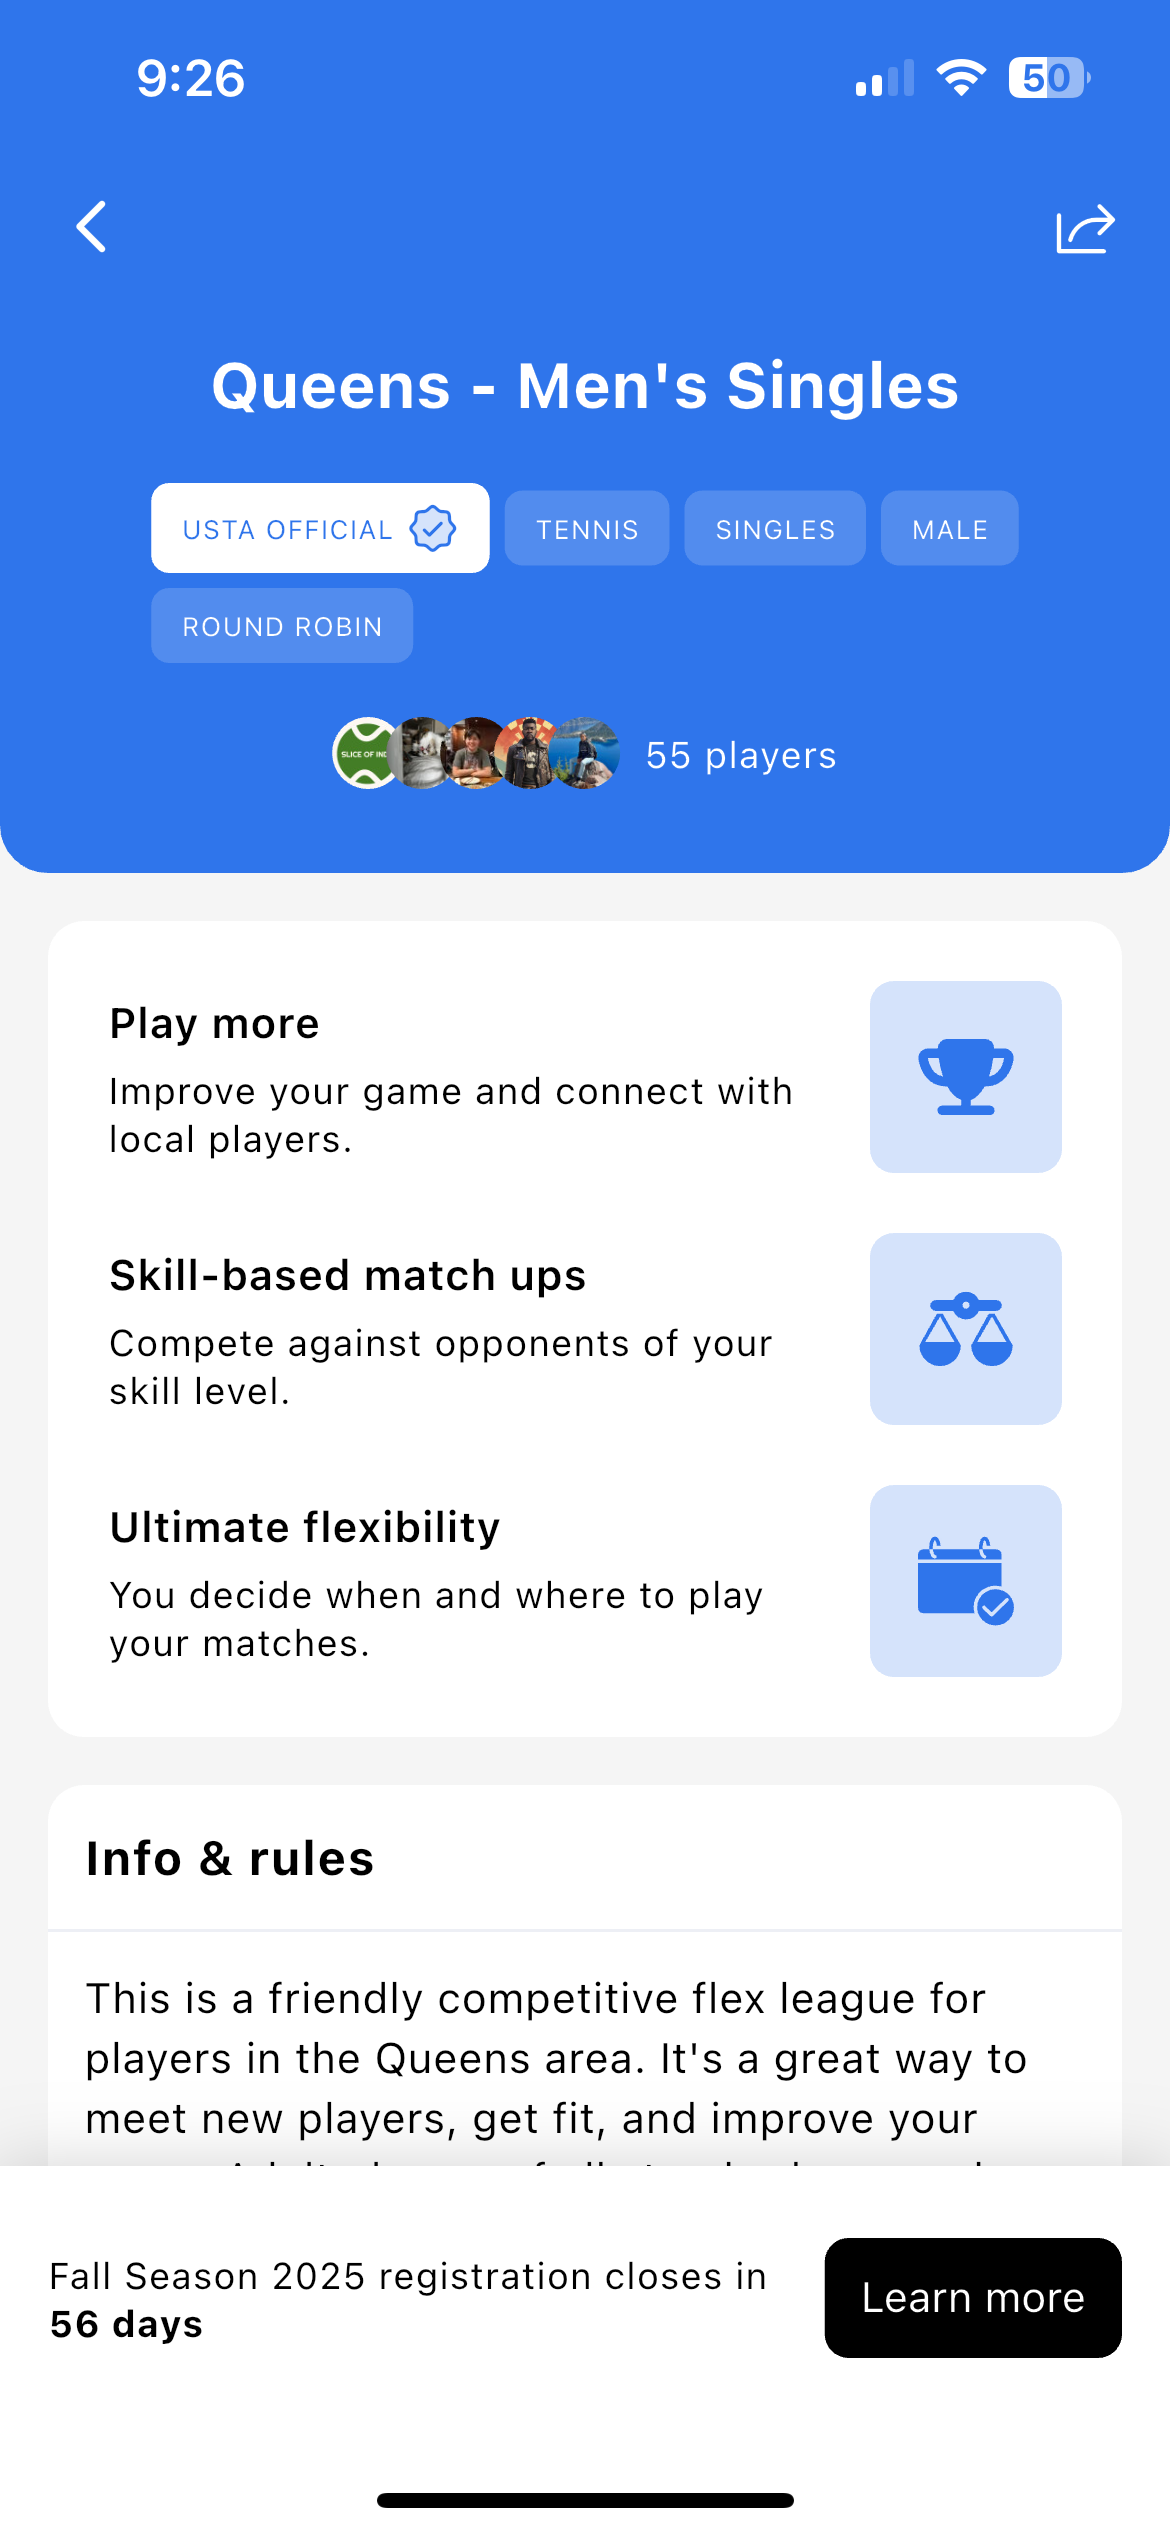 9:26
50
Queens - Men's Singles
USTA OFFICIAL
TENNIS
SINGLES
MALE
ROUND ROBIN
SLICE OF
55 players
Play more
Improve your game and connect with
local players.
Skill-based match ups
Compete against opponents of your
skill level.
Ultimate flexibility
You decide when and where to play
your matches.
Info & rules
This is a friendly competitive flex league for
players in the Queens area. It's a great way to
meet new players, get fit, and improve your
Fall Season 2025 registration closes in
56 days
Learn more